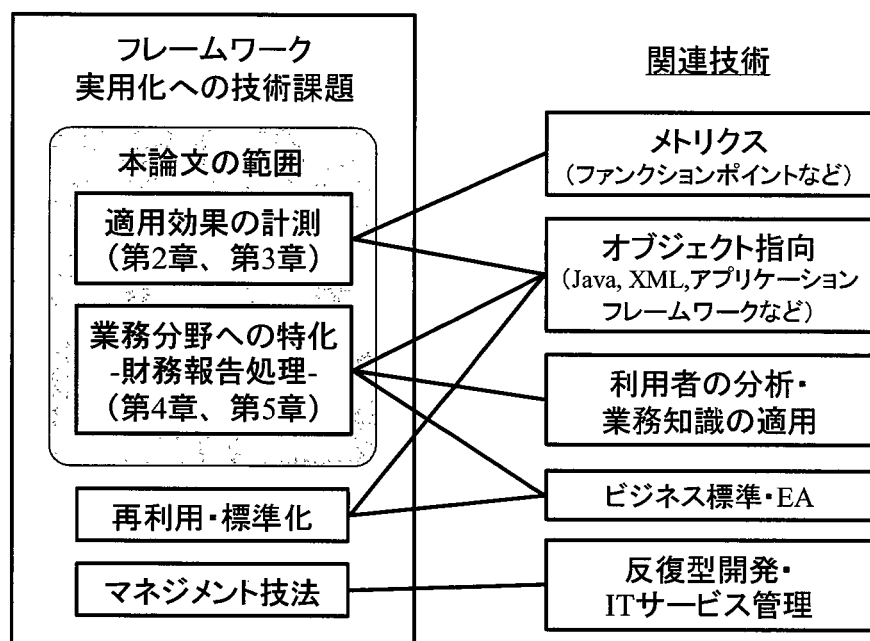 フレームワーク
実用化への技術課題
本論文の範囲
適用効果の計測
(第2章、第3章)
業務分野への特化
-財務報告処理-
(第4章、第5章)
再利用・標準化
マネジメント技法
関連技術
メトリクス
(ファンクションポイントなど)
オブジェクト指向
(Java, XML,アプリケーション
フレームワークなど)
利用者の分析・
業務知識の適用
ビジネス標準・EA
反復型開発・
ITサービス管理